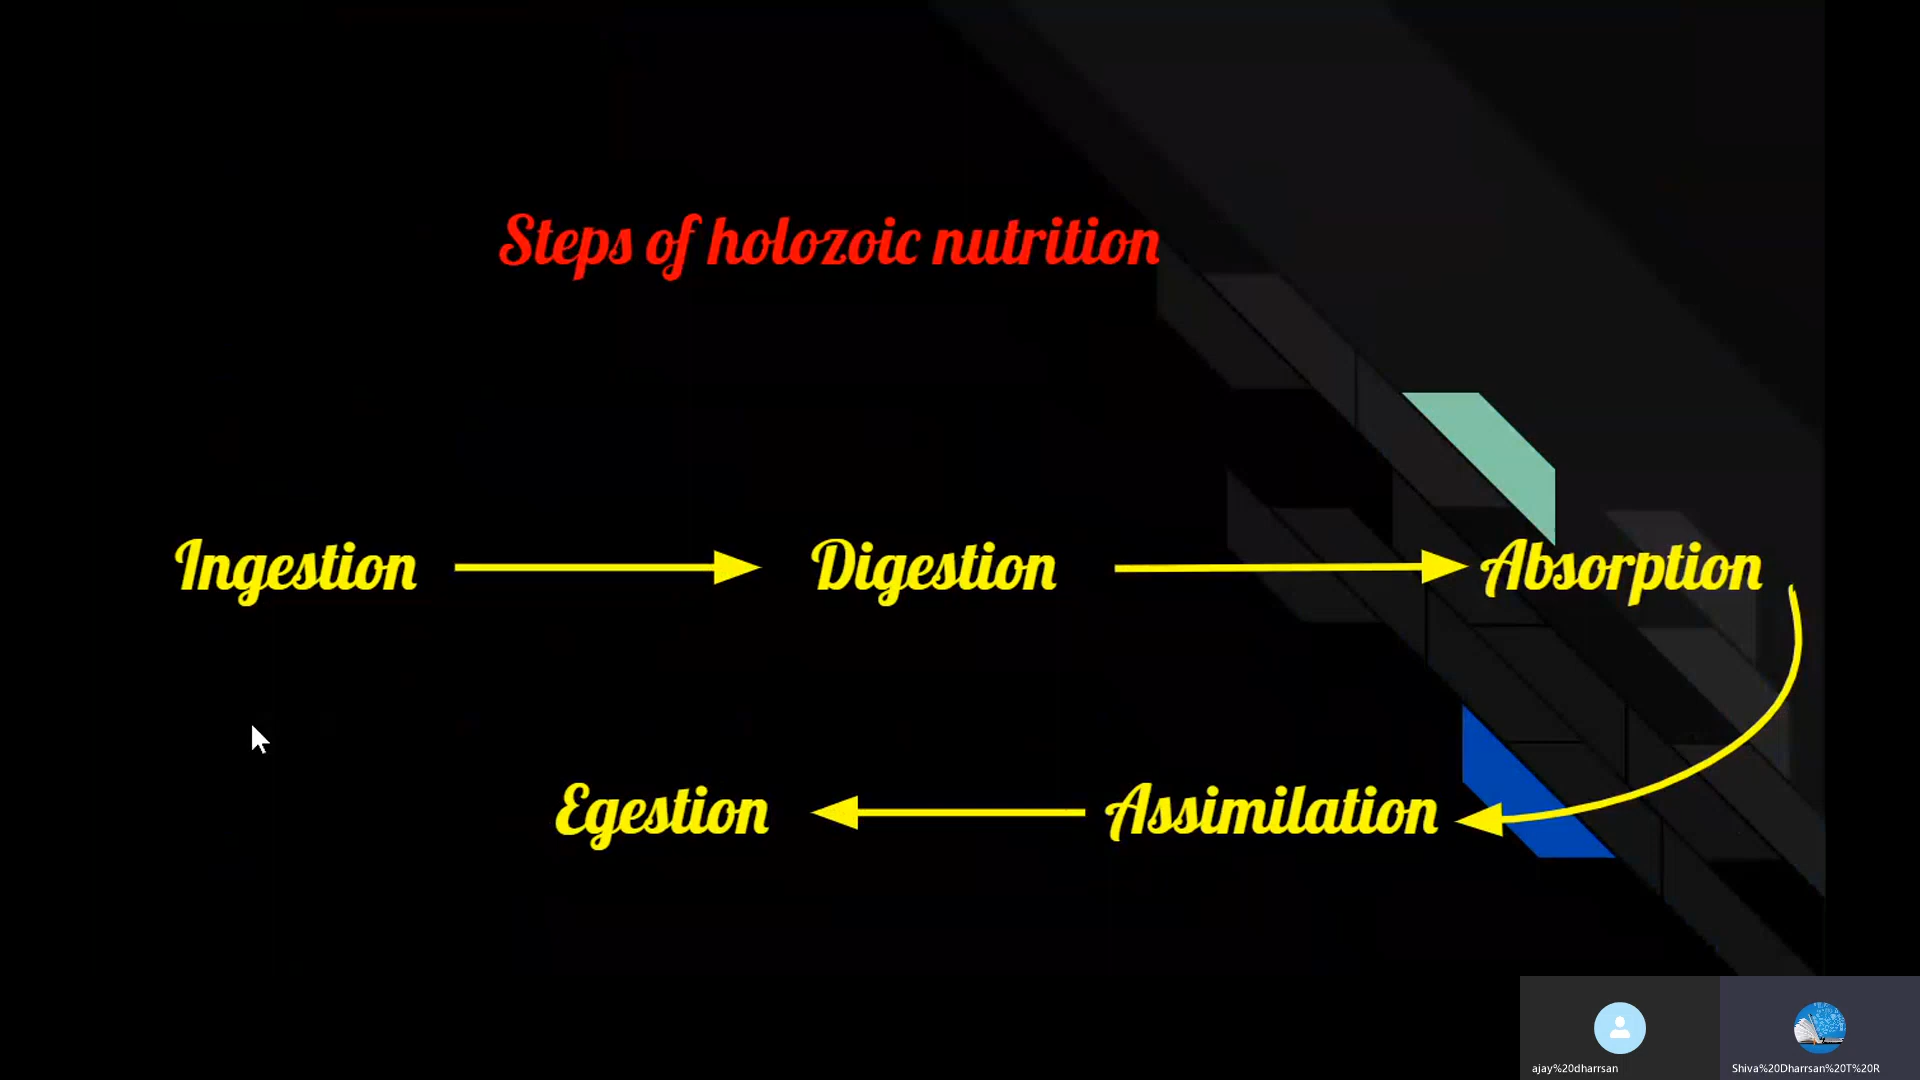 Steps of holozoic nutrition
Ingestion
Digestion
Absorption
Egestion
Assimilation
ajay%20dharrsan
Shiva%20Dharrsan%20T%20R